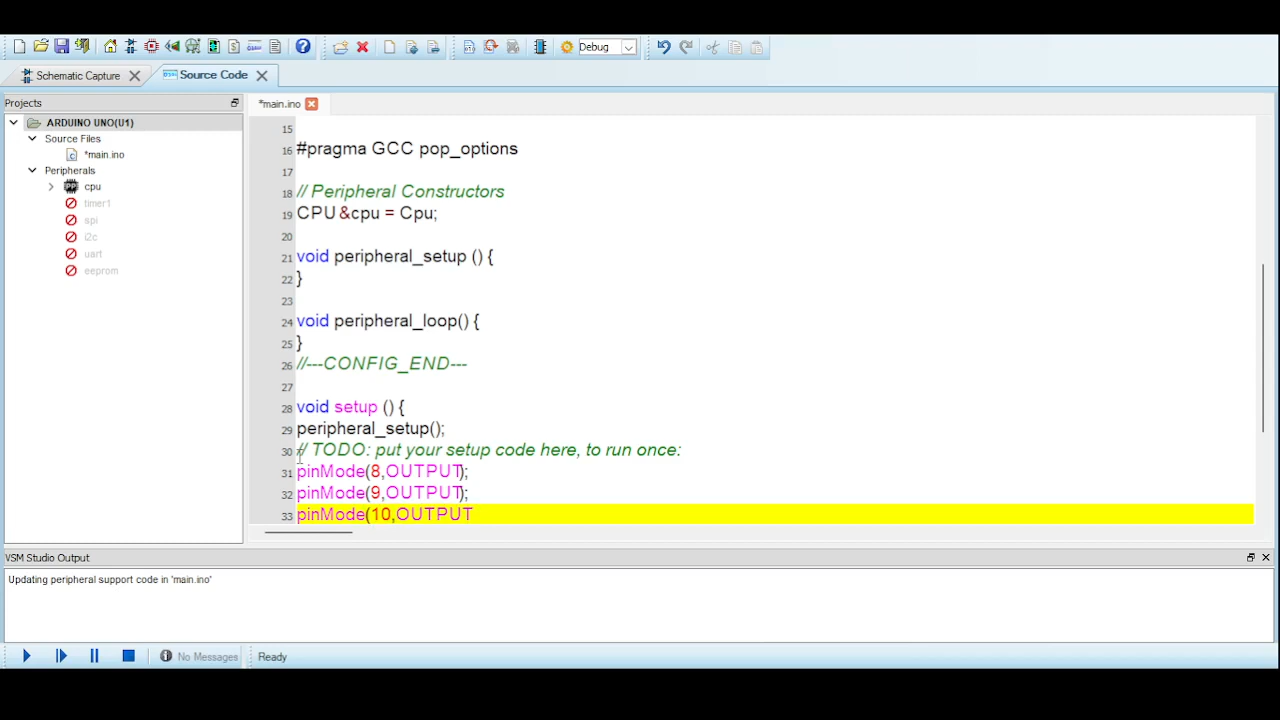 Debug
Schematic Capture
Source Code
Projects
*main.ino
ARDUINO UNO(U1)
Source Files
*main.ino
Peripherals
cpu
timer1
spi
i2c
uart
eeprom
15
16 #pragma GCC pop_options
17
18 // Peripheral Constructors
19 CPU &cpu = Cpu;
20
21 void peripheral_setup () {
22 }
23
24 void peripheral_loop() {
25 }
26 //---CONFIG_END---
27
28 void setup () {
29 peripheral_setup();
30 // TODO: put your setup code here, to run once:
31 pinMode(8,OUTPUT);
32 pinMode(9,OUTPUT);
33 pinMode(10,OUTPUT
VSM Studio Output
Updating peripheral support code in 'main.ino'
No Messages
Ready